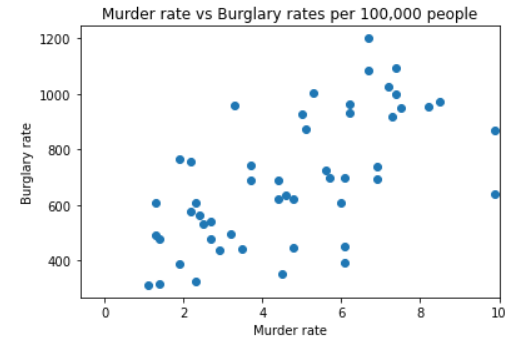 Murder rate vs Burglary rates per 100,000 people
1200
1000
800
600
400
Burglary rate
0 2 4 6 8 10
Murder rate